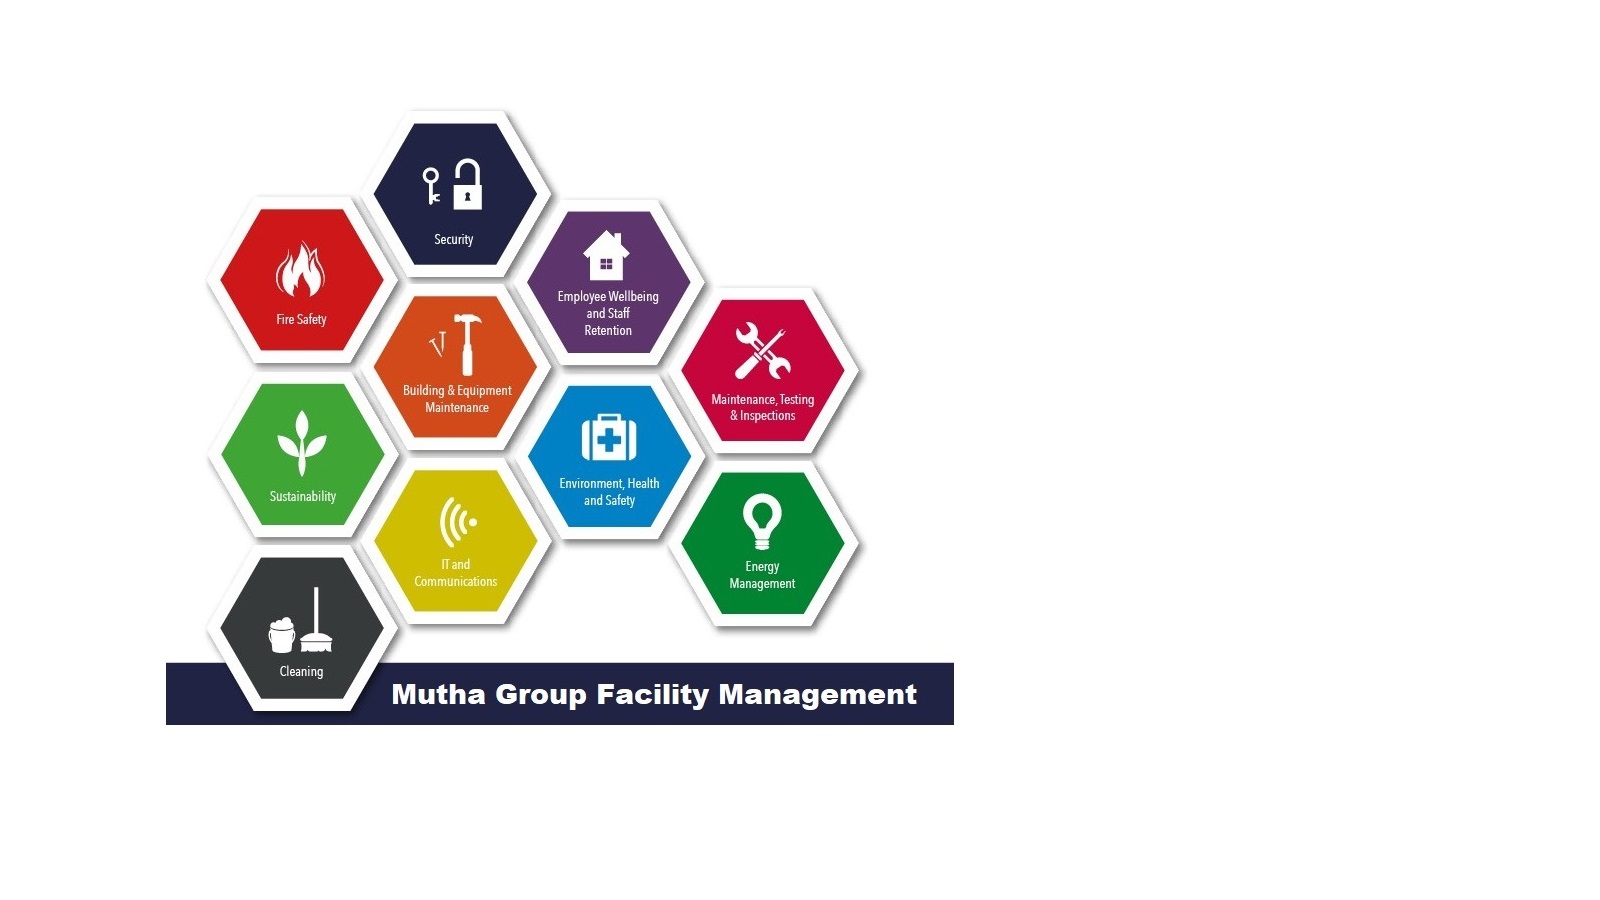 Security
Fire Safety
Employee Wellbeing
and Staff
Retention
Building & Equipment
Maintenance
Maintenance, Testing
& Inspections
Sustainability
Environment, Health
and Safety
IT and
Communications
Energy
Management
Cleaning
Mutha Group Facility Management